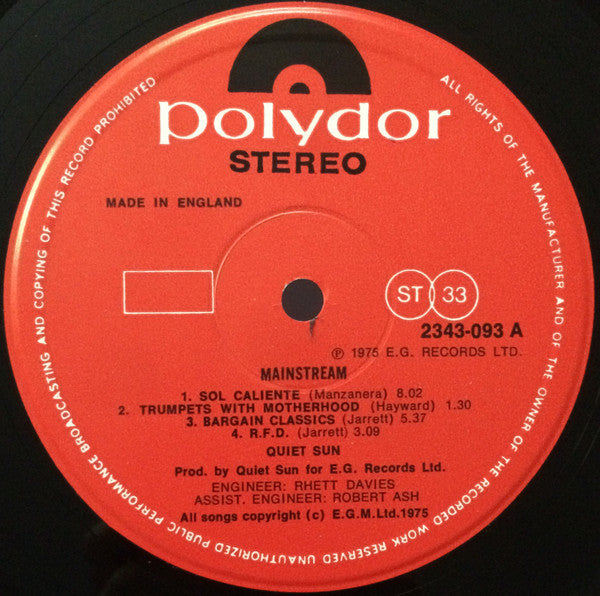 polydor
STEREO
MADE IN ENGLAND
ST 33
2343-093 A
℗ 1975 E.G. RECORDS LTD.
MAINSTREAM
1. SOL CALIENTE (Manzanera) 8.02
2. TRUMPETS WITH MOTHERHOOD (Hayward) 1.30
3. BARGAIN CLASSICS (Jarrett) 5.37
4. R.F.D. (Jarrett) 3.09
QUIET SUN
Prod. by Quiet Sun for E.G. Records Ltd.
ENGINEER: RHETT DAVIES
ASSIST. ENGINEER: ROBERT ASH
All songs copyright (c) E.G.M.Ltd.1975
ALL RIGHTS OF THE MANUFACTURER AND OF THE OWNER OF THE RECORDED WORK RESERVED UNAUTHORIZED PUBLIC PERFORMANCE BROADCASTING AND COPYING OF THIS RECORD PROHIBITED